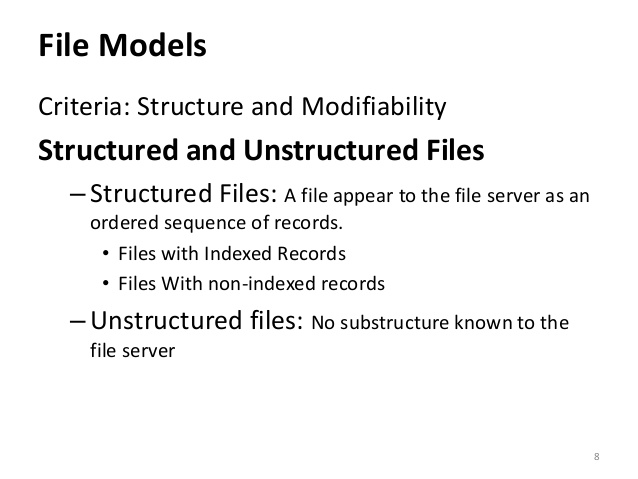 File Models
Criteria: Structure and Modifiability
Structured and Unstructured Files
– Structured Files: A file appear to the file server as an
ordered sequence of records.
• Files with Indexed Records
• Files With non-indexed records
– Unstructured files: No substructure known to the
file server
8